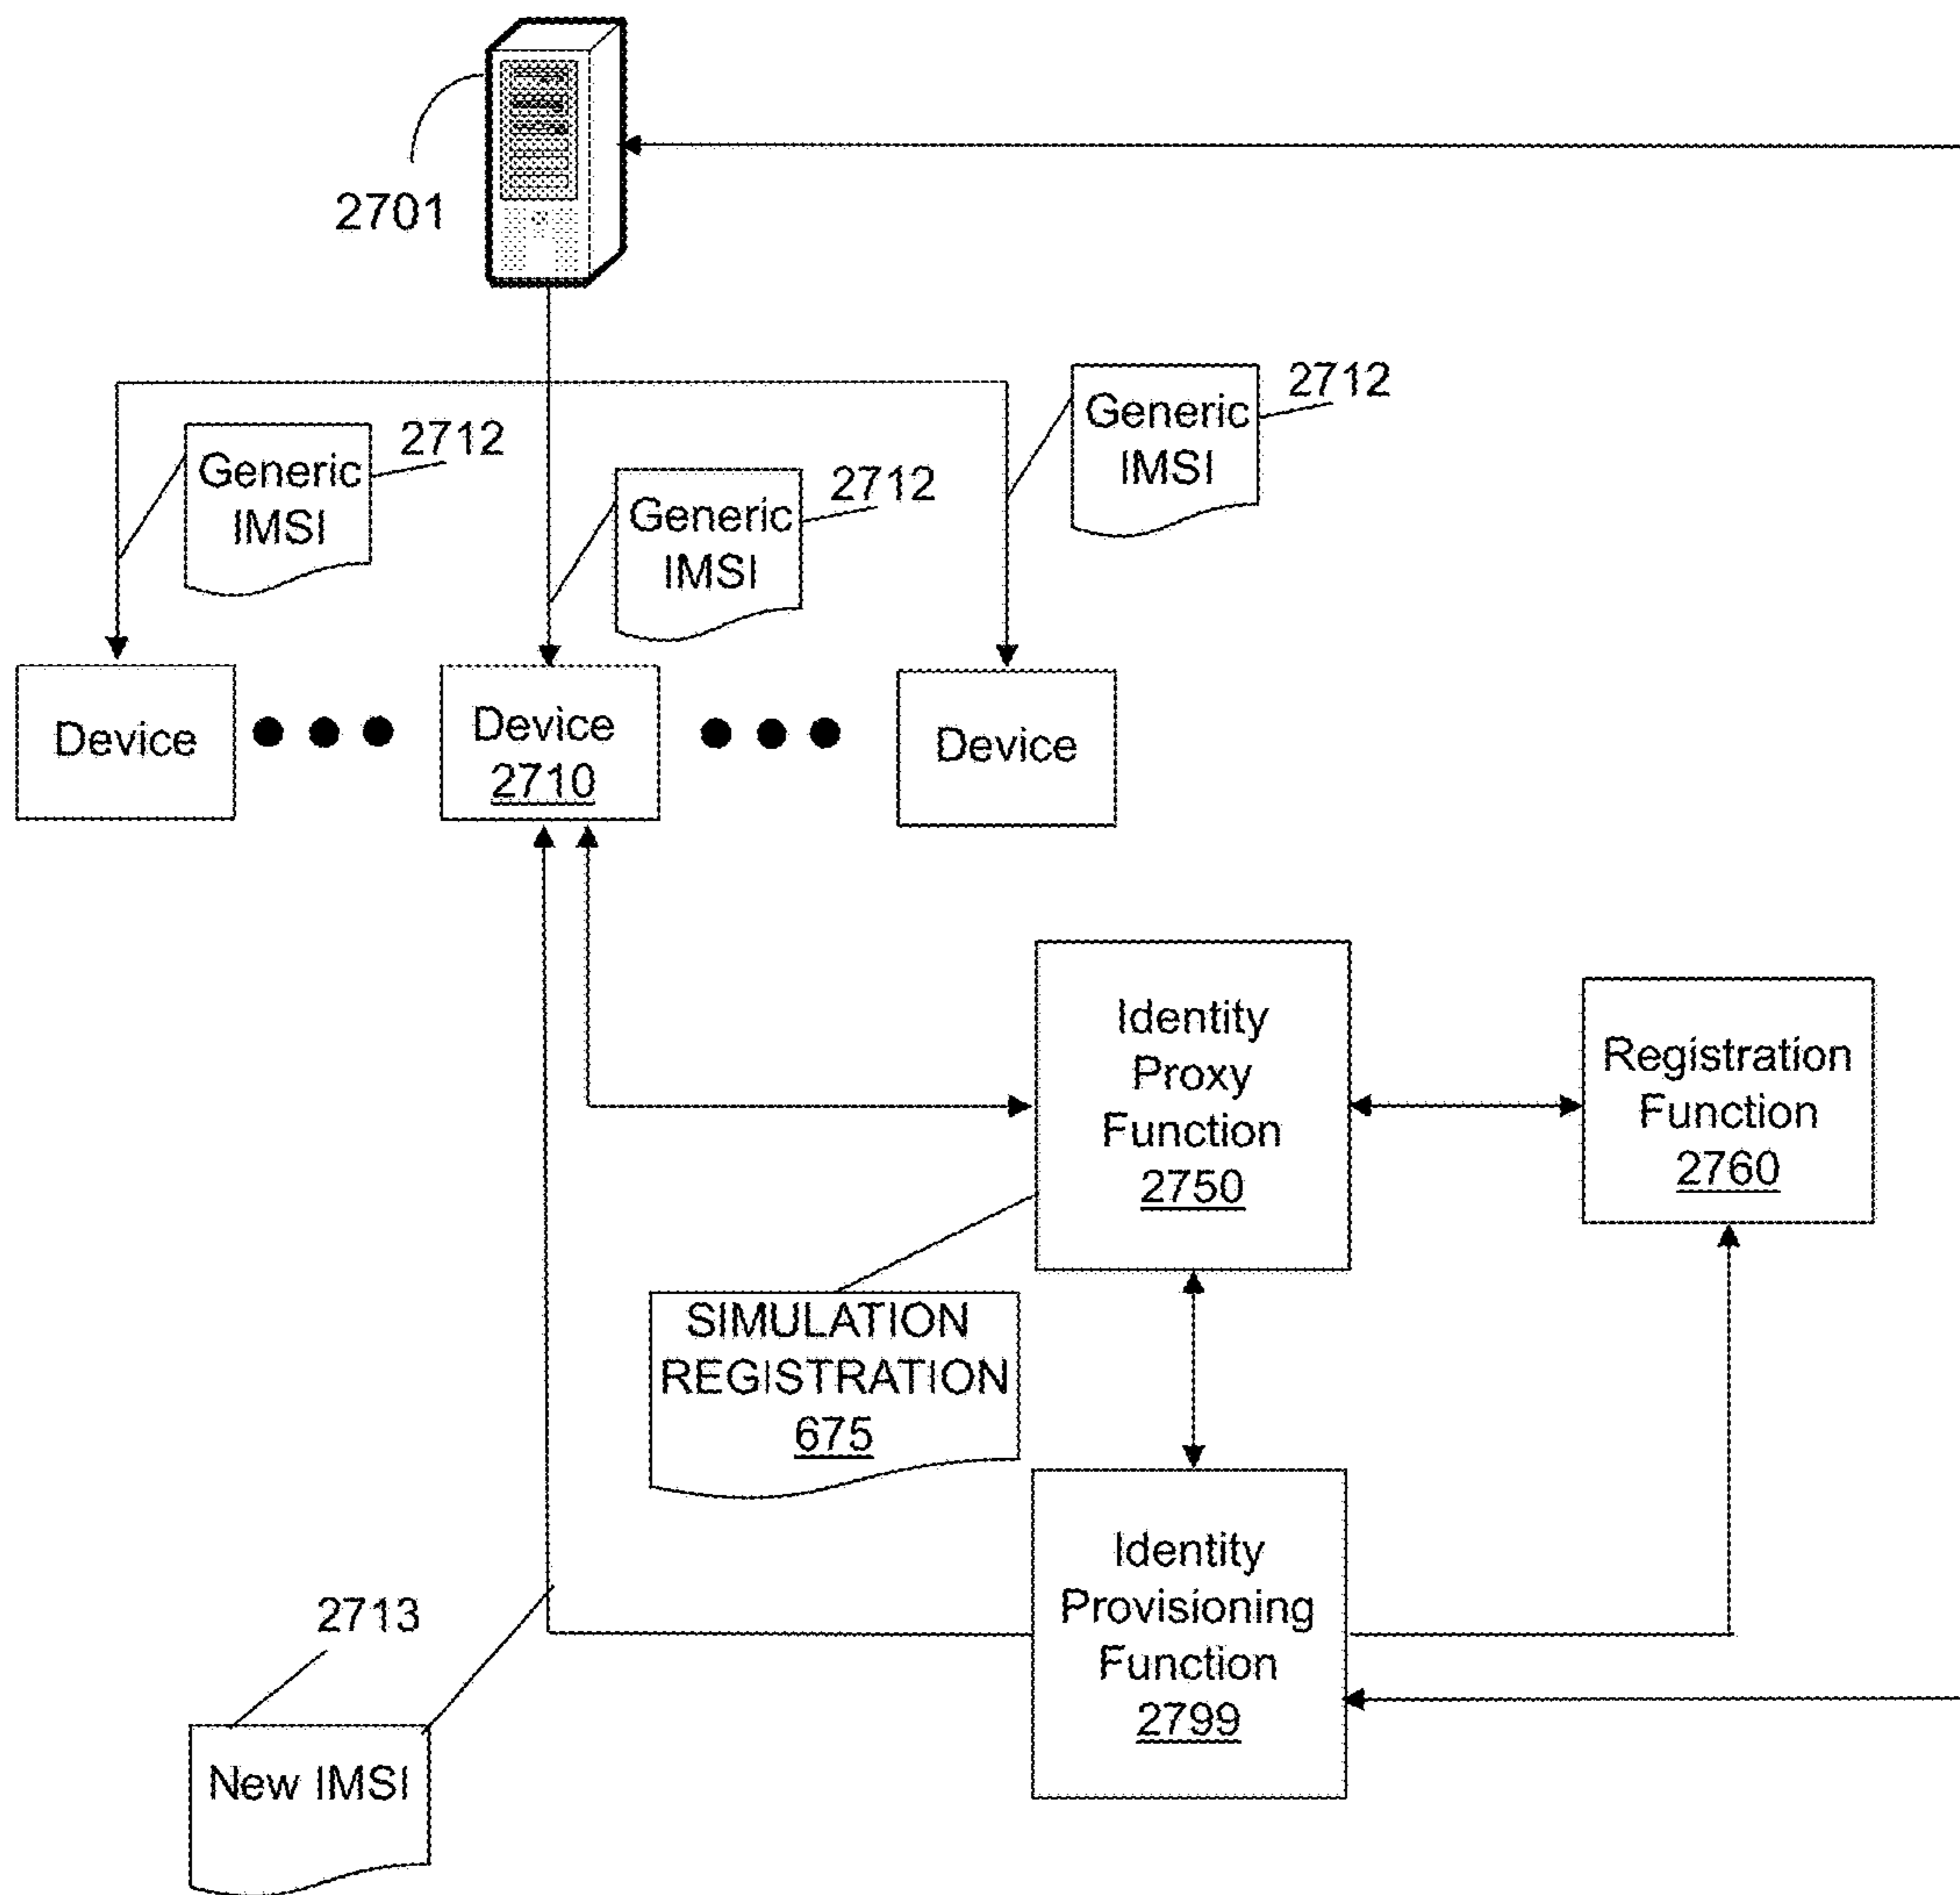 2701
2712
Generic
IMSI
2712
Generic
IMSI
2712
Generic
IMSI
Device
Device
2710
Device
Identity
Proxy
Function
2750
Registration
Function
2760
SIMULATION
REGISTRATION
675
Identity
Provisioning
Function
2799
2713
New IMSI